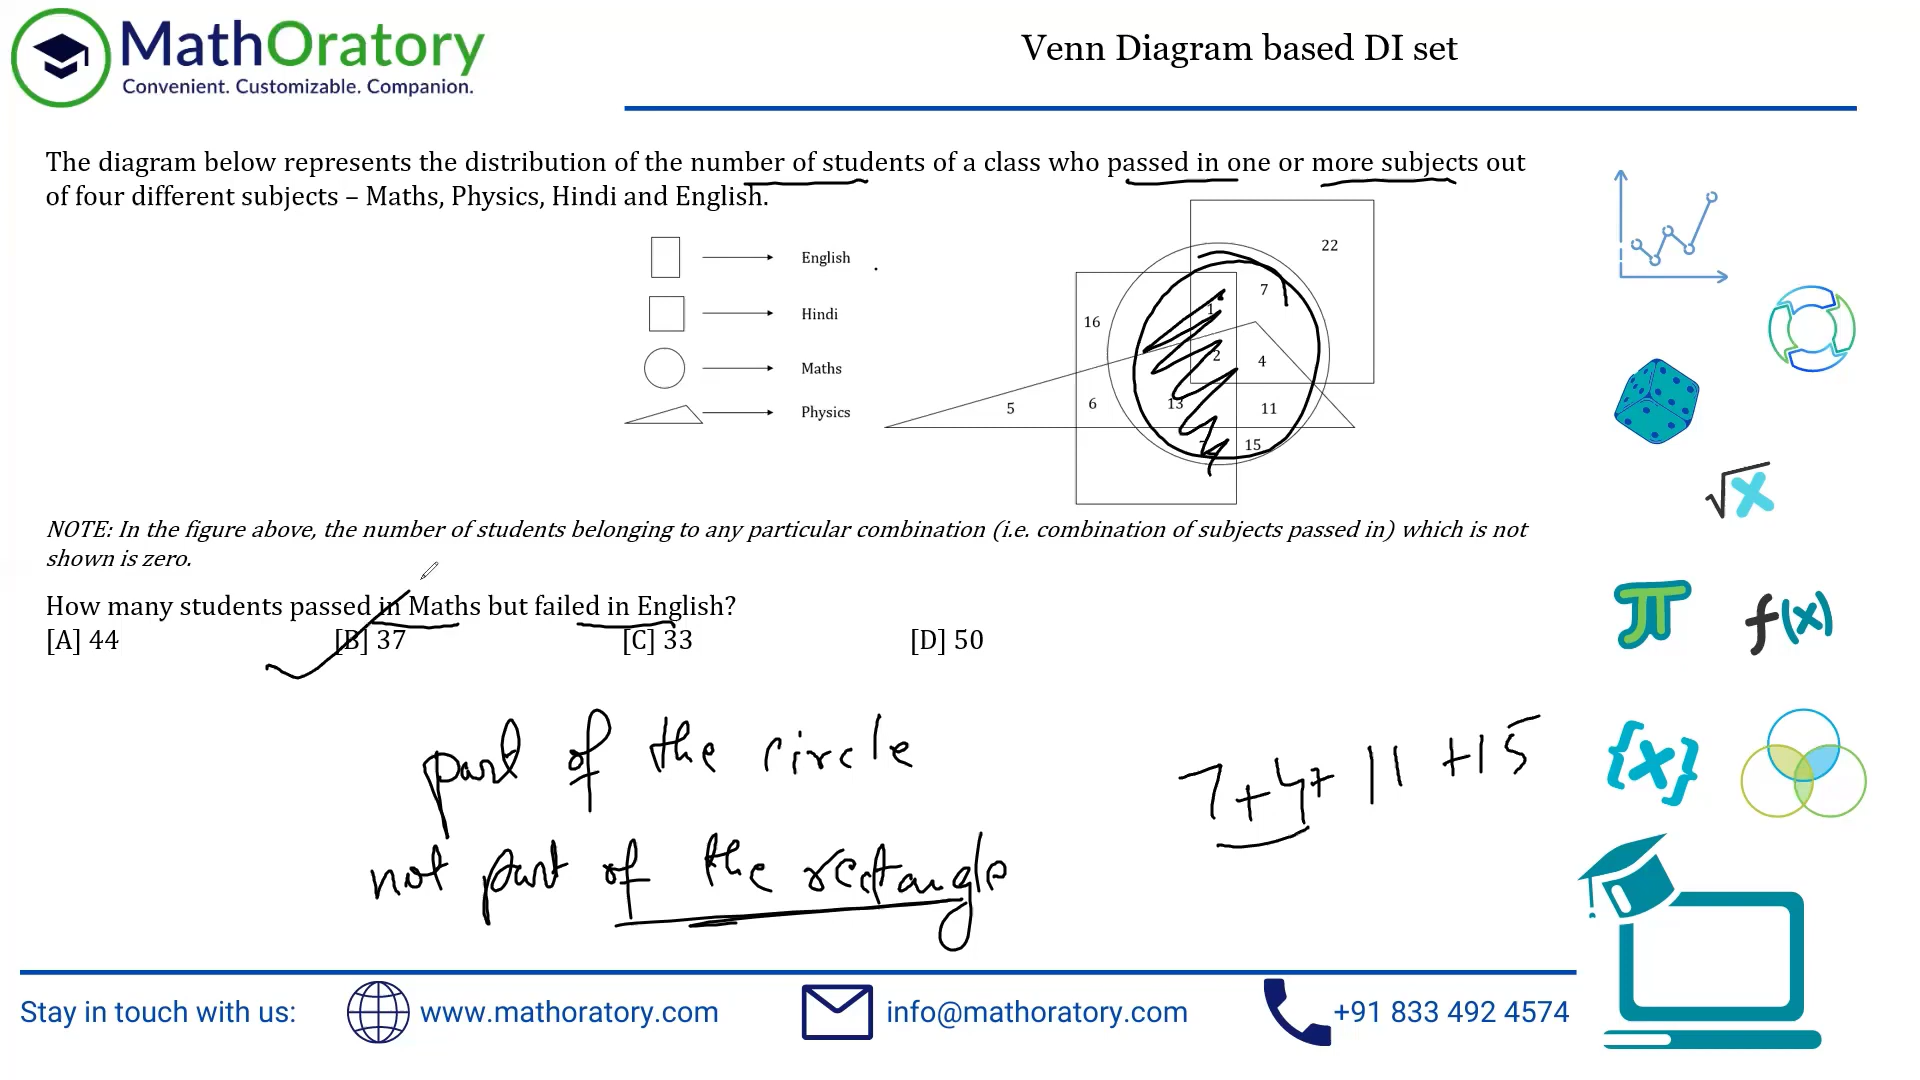 MathOratory
Convenient. Customizable. Companion.
Venn Diagram based DI set
The diagram below represents the distribution of the number of students of a class who passed in one or more subjects out
of four different subjects – Maths, Physics, Hindi and English.
English
Hindi
Maths
Physics
22
7
1
16
2
4
5
6
13
11
7
15
NOTE: In the figure above, the number of students belonging to any particular combination (i.e. combination of subjects passed in) which is not
shown is zero.
How many students passed in Maths but failed in English?
[A] 44 [B] 37 [C] 33 [D] 50
part of the circle
7+4+ 11 +15
not part of the rectangle
√x
π f(x)
{x}
Stay in touch with us: www.mathoratory.com info@mathoratory.com +91 833 492 4574